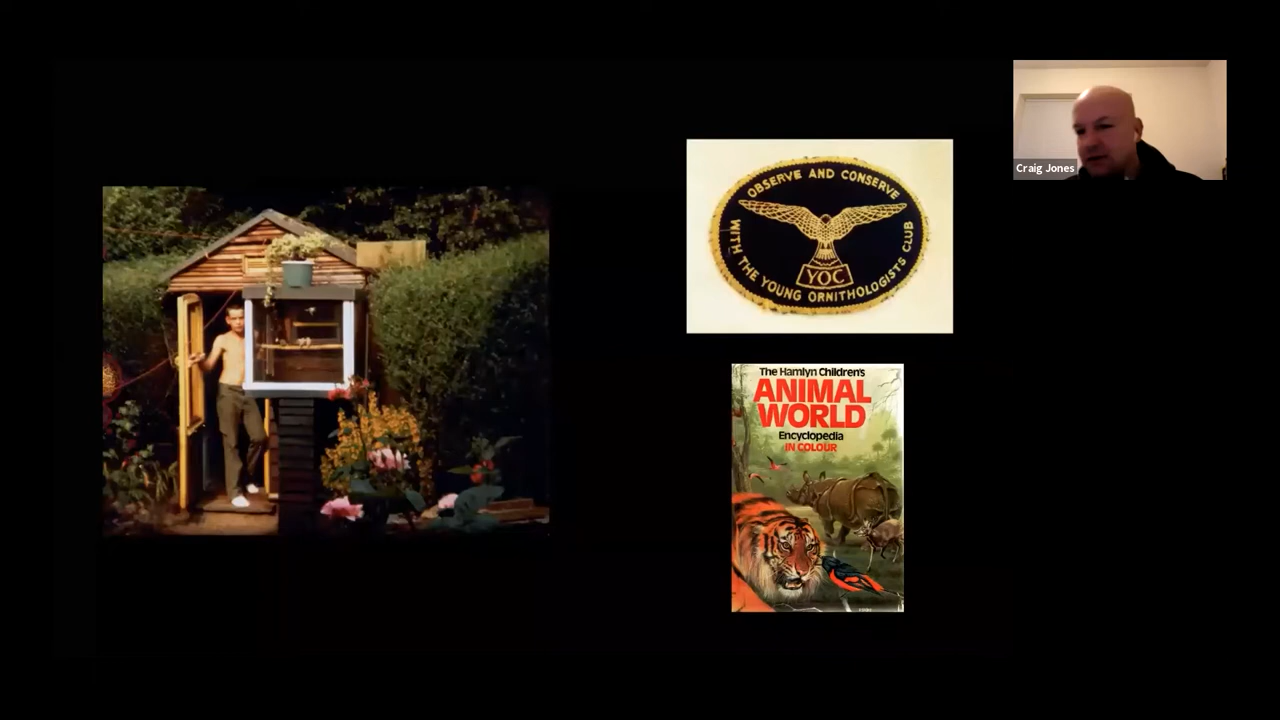 OBSERVE AND CONSERVE
WITH THE YOUNG ORNITHOLOGISTS CLUB
YOC
The Hamlyn Children's
ANIMAL
WORLD
Encyclopedia
IN COLOUR
Craig Jones